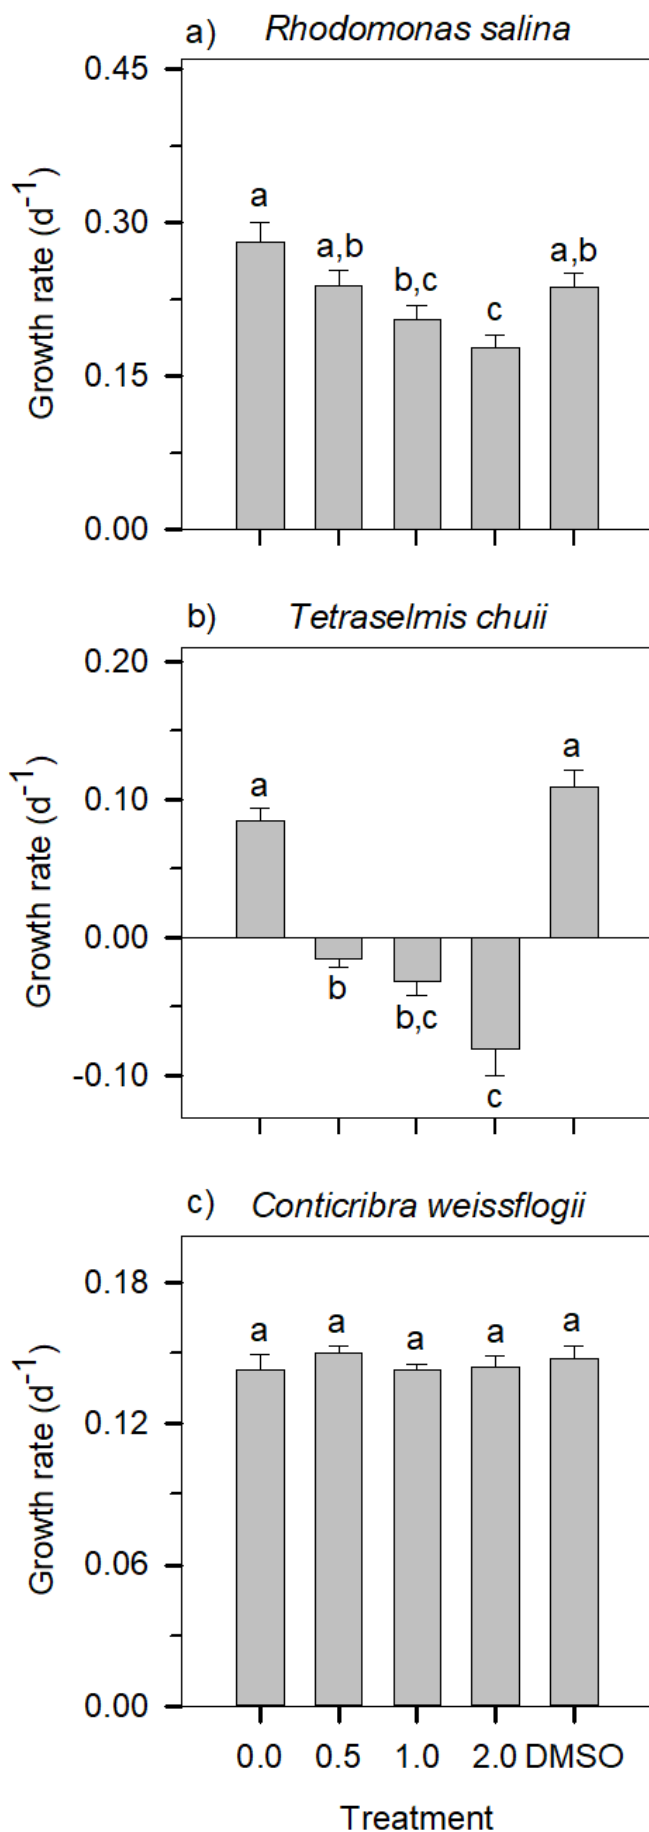 a) Rhodomonas salina
0.45
0.30
0.15
0.00
Growth rate (d-1)
a
a,b
b,c
c
a,b
b) Tetraselmis chuii
0.20
0.10
0.00
-0.10
Growth rate (d-1)
a
b
b,c
c
a
c) Conticribra weissflogii
0.18
0.12
0.06
0.00
Growth rate (d-1)
a
a
a
a
a
0.0 0.5 1.0 2.0 DMSO
Treatment